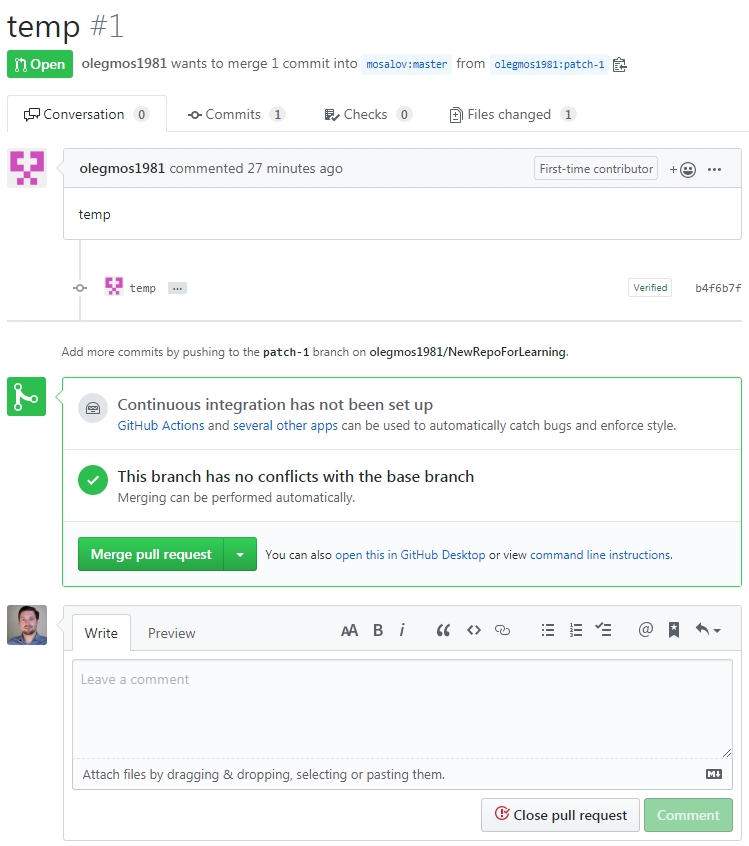 temp #1
Open olegmos1981 wants to merge 1 commit into mosalov:master from olegmos1981:patch-1
Conversation 0 Commits 1 Checks 0 Files changed 1
olegmos1981 commented 27 minutes ago First-time contributor + ...
temp
temp ... Verified b4f6b7f
Add more commits by pushing to the patch-1 branch on olegmos1981/NewRepoForLearning.
Continuous integration has not been set up
GitHub Actions and several other apps can be used to automatically catch bugs and enforce style.
This branch has no conflicts with the base branch
Merging can be performed automatically.
Merge pull request You can also open this in GitHub Desktop or view command line instructions.
Write Preview AA B i “ <> @
Leave a comment
Attach files by dragging & dropping, selecting or pasting them. M↓
Close pull request Comment